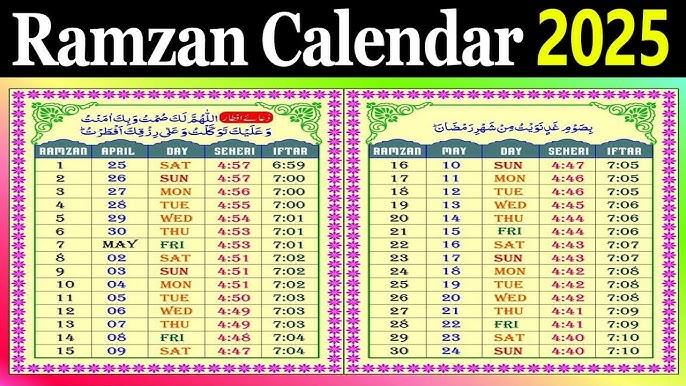 Ramzan Calendar 2025
دعائے افطار اَللّٰهُمَّ لَكَ صُمْتُ وَبِكَ اٰمَنْتُ
وَعَلَيْكَ تَوَكَّلْتُ وَعَلٰى رِزْقِكَ اَفْطَرْتُ
RAMZAN APRIL DAY SEHERI IFTAR
1 25 SAT 4:57 6:59
2 26 SUN 4:57 7:00
3 27 MON 4:56 7:00
4 28 TUE 4:55 7:00
5 29 WED 4:54 7:01
6 30 THU 4:53 7:01
7 MAY FRI 4:53 7:01
8 02 SAT 4:51 7:02
9 03 SUN 4:51 7:02
10 04 MON 4:51 7:03
11 05 TUE 4:50 7:03
12 06 WED 4:49 7:03
13 07 THU 4:49 7:03
14 08 FRI 4:48 7:04
15 09 SAT 4:47 7:04
بِصَوْمِ غَدٍ نَوَيْتُ مِنْ شَهْرِ رَمَضَانَ
RAMZAN MAY DAY SEHERI IFTAR
16 10 SUN 4:47 7:05
17 11 MON 4:46 7:05
18 12 TUE 4:46 7:05
19 13 WED 4:45 7:06
20 14 THU 4:44 7:06
21 15 FRI 4:44 7:06
22 16 SAT 4:43 7:07
23 17 SUN 4:43 7:07
24 18 MON 4:42 7:08
25 19 TUE 4:42 7:08
26 20 WED 4:42 7:08
27 21 THU 4:41 7:09
28 22 FRI 4:41 7:09
29 23 SAT 4:40 7:10
30 24 SUN 4:40 7:10